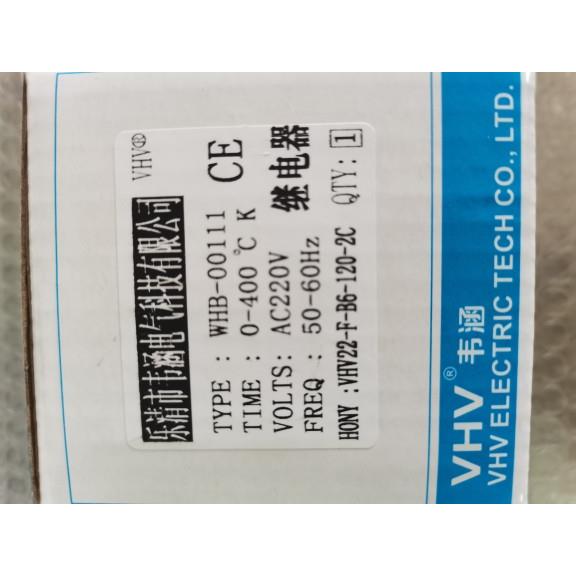 VHV®
乐清市韦涵电气科技有限公司
TYPE : WHB-00111 CE
TIME : 0-400℃ K
VOLTS: AC220V 继电器
FREQ : 50-60Hz
HONY :VHV22-F-B6-120-2C QTY: 1
VHV® 韦涵
VHV ELECTRIC TECH CO., LTD.